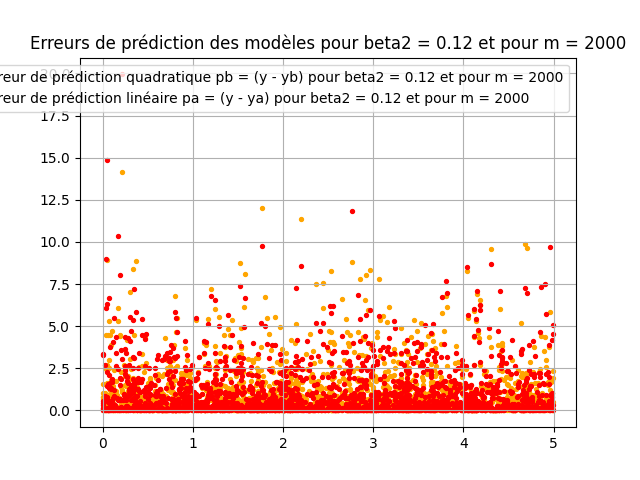 Erreurs de prédiction des modèles pour beta2 = 0.12 et pour m = 2000
reur de prédiction quadratique pb = (y - yb) pour beta2 = 0.12 et pour m = 2000
reur de prédiction linéaire pa = (y - ya) pour beta2 = 0.12 et pour m = 2000
20.0
17.5
15.0
12.5
10.0
7.5
5.0
2.5
0.0
0 1 2 3 4 5